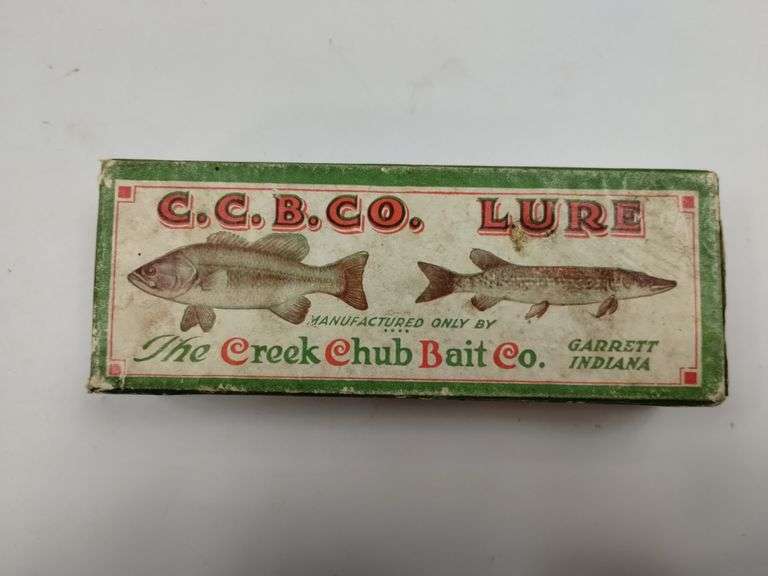 C.C.B.CO. LURE
MANUFACTURED ONLY BY
The Creek Chub Bait Co.
GARRETT
INDIANA